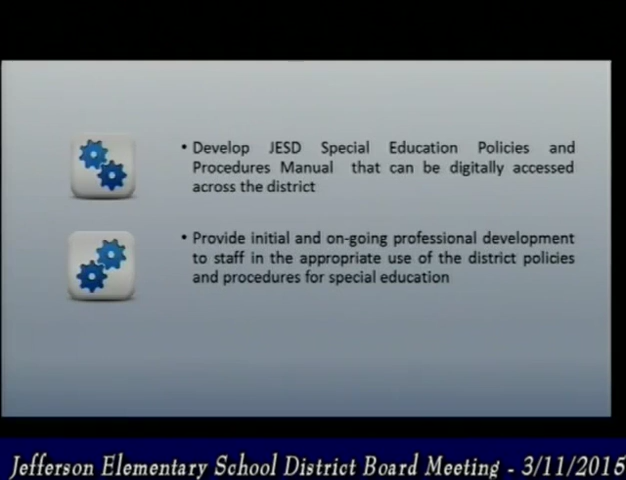 • Develop JESD Special Education Policies and
Procedures Manual that can be digitally accessed
across the district
• Provide initial and on-going professional development
to staff in the appropriate use of the district policies
and procedures for special education
Jefferson Elementary School District Board Meeting - 3/11/2015